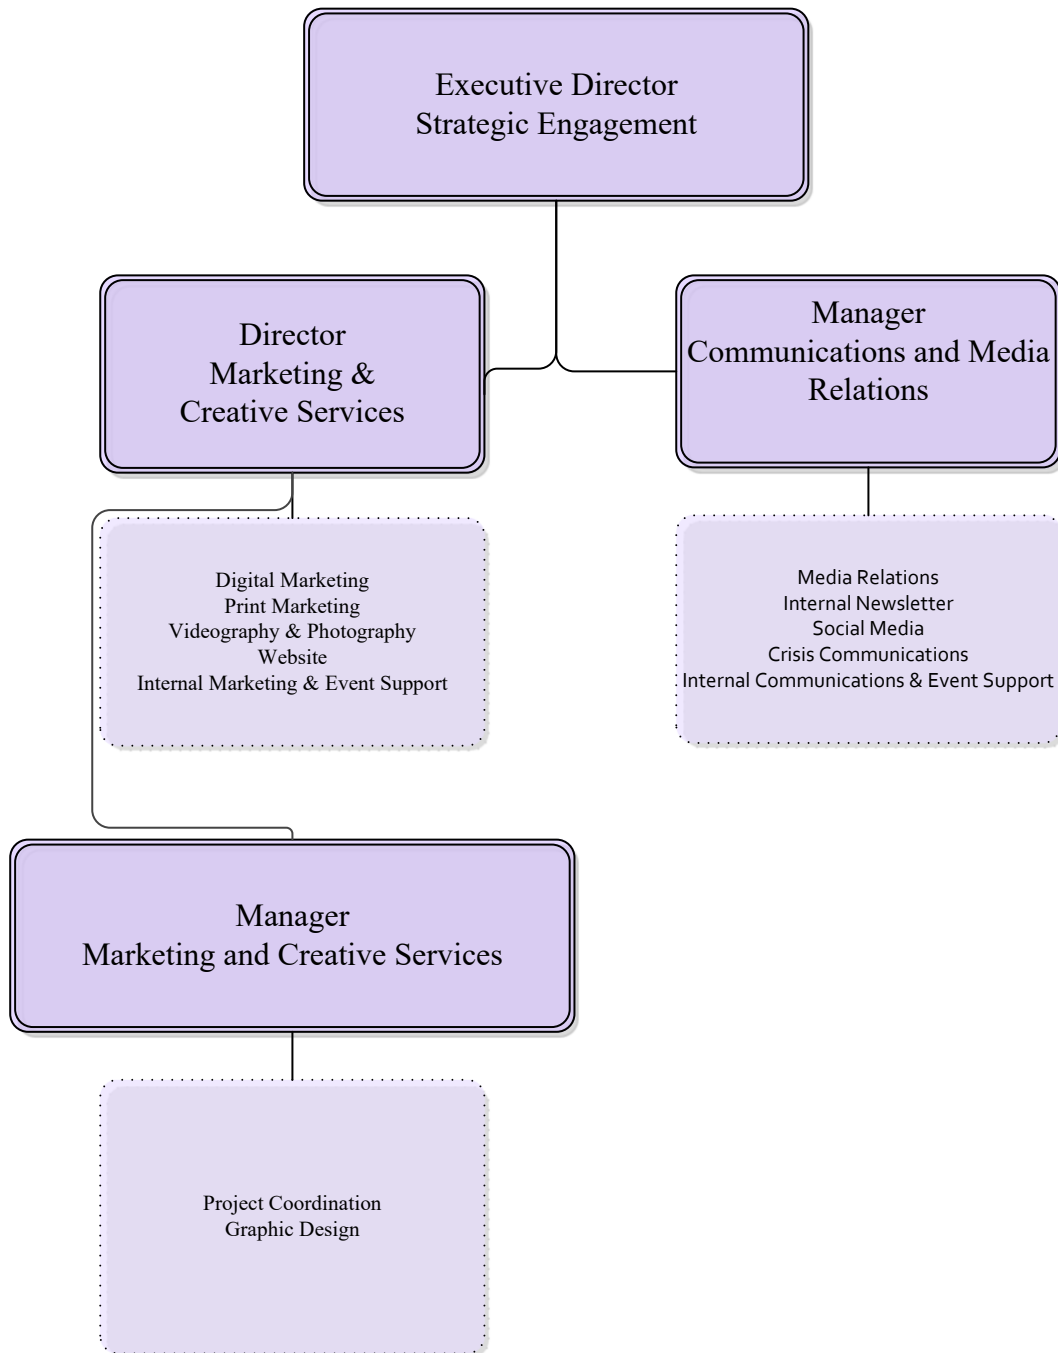 Executive Director
Strategic Engagement
Director
Marketing &
Creative Services
Manager
Communications and Media
Relations
Digital Marketing
Print Marketing
Videography & Photography
Website
Internal Marketing & Event Support
Media Relations
Internal Newsletter
Social Media
Crisis Communications
Internal Communications & Event Support
Manager
Marketing and Creative Services
Project Coordination
Graphic Design